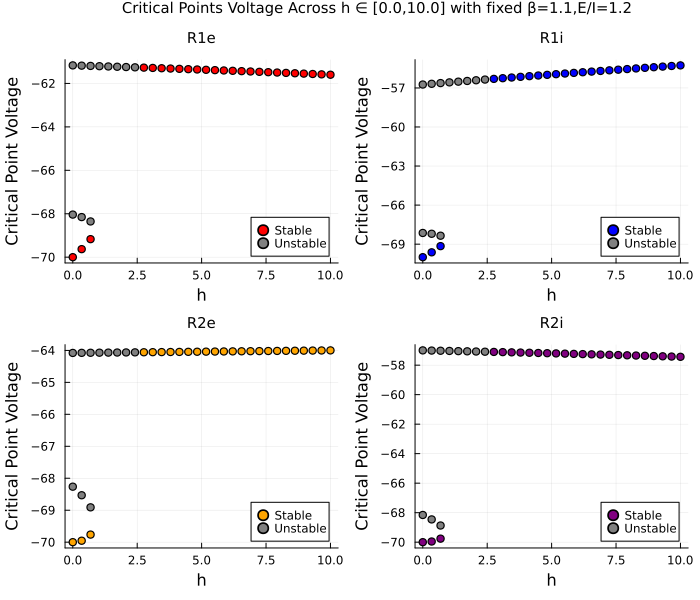 Critical Points Voltage Across h ∈ [0.0,10.0] with fixed β=1.1,E/I=1.2
R1e
Critical Point Voltage
−62
−64
−66
−68
−70
0.0 2.5 5.0 7.5 10.0
h
Stable
Unstable
R1i
Critical Point Voltage
−57
−60
−63
−66
−69
0.0 2.5 5.0 7.5 10.0
h
Stable
Unstable
R2e
Critical Point Voltage
−64
−65
−66
−67
−68
−69
−70
0.0 2.5 5.0 7.5 10.0
h
Stable
Unstable
R2i
Critical Point Voltage
−58
−60
−62
−64
−66
−68
−70
0.0 2.5 5.0 7.5 10.0
h
Stable
Unstable